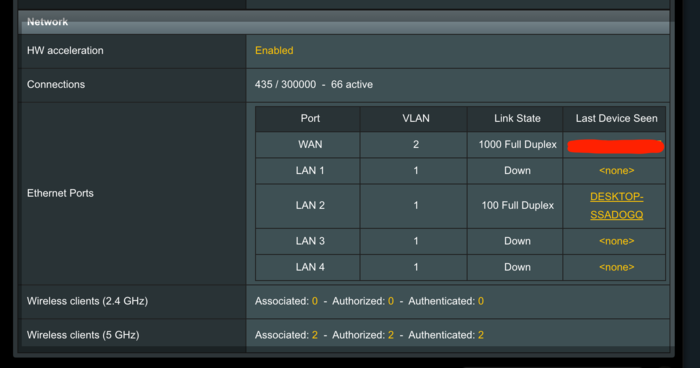 Network
HW acceleration Enabled
Connections 435 / 300000 - 66 active
Port VLAN Link State Last Device Seen
WAN 2 1000 Full Duplex
LAN 1 1 Down <none>
Ethernet Ports LAN 2 1 100 Full Duplex DESKTOP-
SSADOGQ
LAN 3 1 Down <none>
LAN 4 1 Down <none>
Wireless clients (2.4 GHz) Associated: 0 - Authorized: 0 - Authenticated: 0
Wireless clients (5 GHz) Associated: 2 - Authorized: 2 - Authenticated: 2